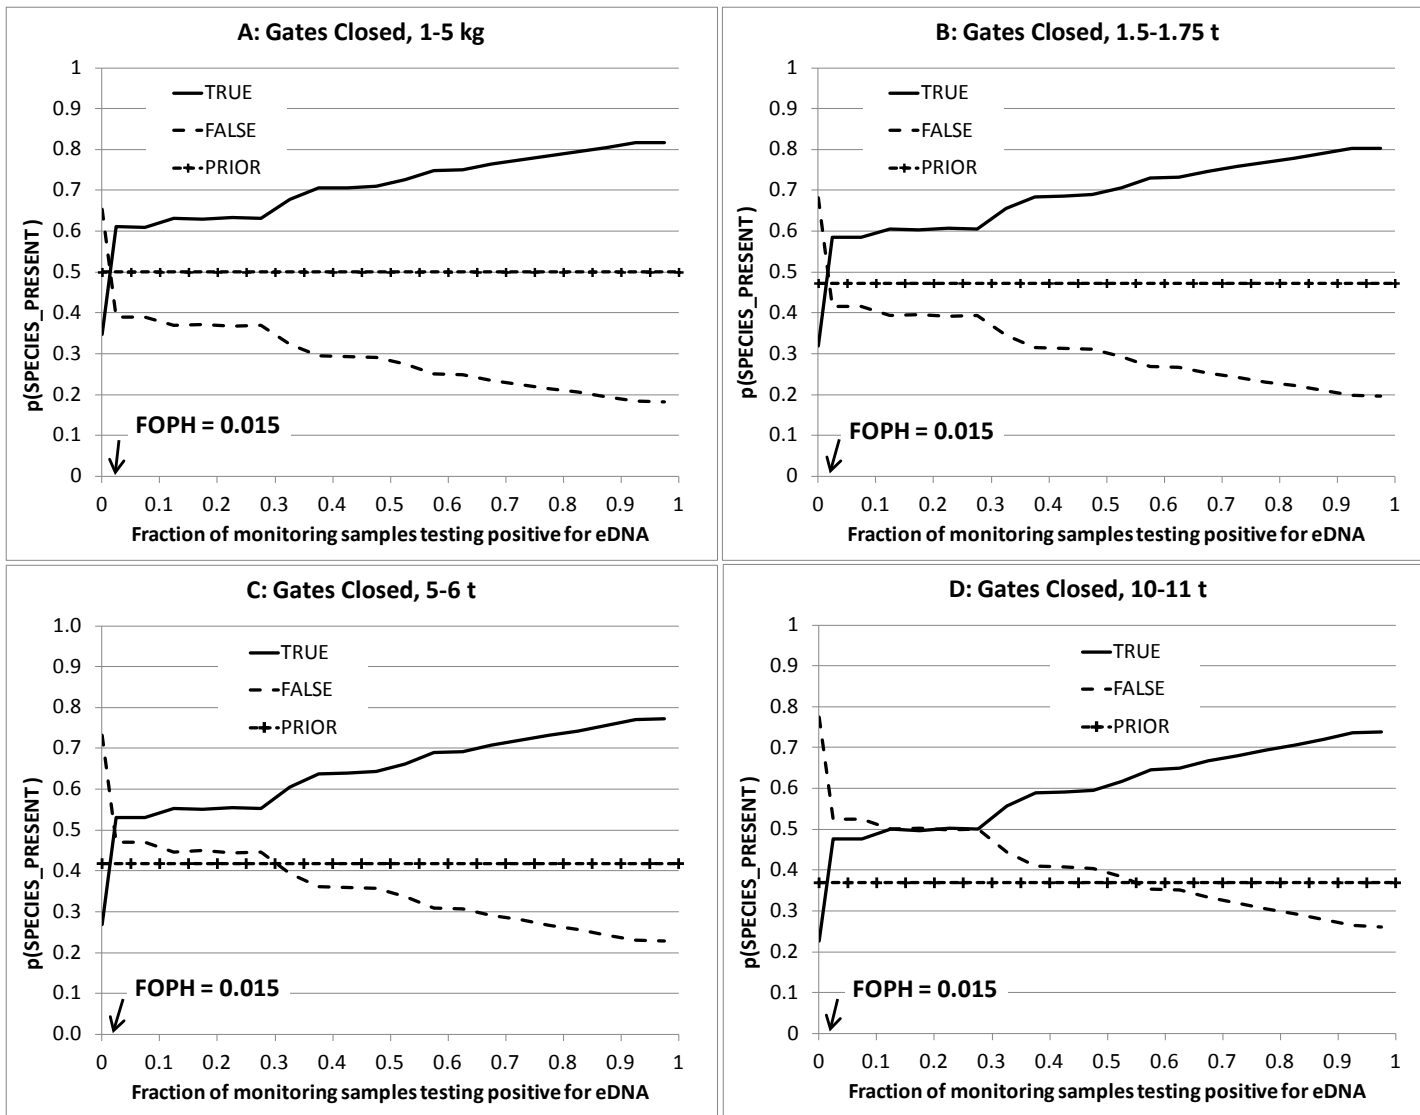 A: Gates Closed, 1-5 kg
1
0.9
0.8
0.7
0.6
0.5
0.4
0.3
0.2
0.1
0
p(SPECIES_PRESENT )
TRUE
FALSE
PRIOR
FOPH = 0.015
0 0.1 0.2 0.3 0.4 0.5 0.6 0.7 0.8 0.9 1
Fraction of monitoring samples testing positive for eDNA
B: Gates Closed, 1.5-1.75 t
1
0.9
0.8
0.7
0.6
0.5
0.4
0.3
0.2
0.1
0
p(SPECIES_PRESENT )
TRUE
FALSE
PRIOR
FOPH = 0.015
0 0.1 0.2 0.3 0.4 0.5 0.6 0.7 0.8 0.9 1
Fraction of monitoring samples testing positive for eDNA
C: Gates Closed, 5-6 t
1.0
0.9
0.8
0.7
0.6
0.5
0.4
0.3
0.2
0.1
0.0
p(SPECIES_PRESENT )
TRUE
FALSE
PRIOR
FOPH = 0.015
0 0.1 0.2 0.3 0.4 0.5 0.6 0.7 0.8 0.9 1
Fraction of monitoring samples testing positive for eDNA
D: Gates Closed, 10-11 t
1
0.9
0.8
0.7
0.6
0.5
0.4
0.3
0.2
0.1
0
p(SPECIES_PRESENT )
TRUE
FALSE
PRIOR
FOPH = 0.015
0 0.1 0.2 0.3 0.4 0.5 0.6 0.7 0.8 0.9 1
Fraction of monitoring samples testing positive for eDNA